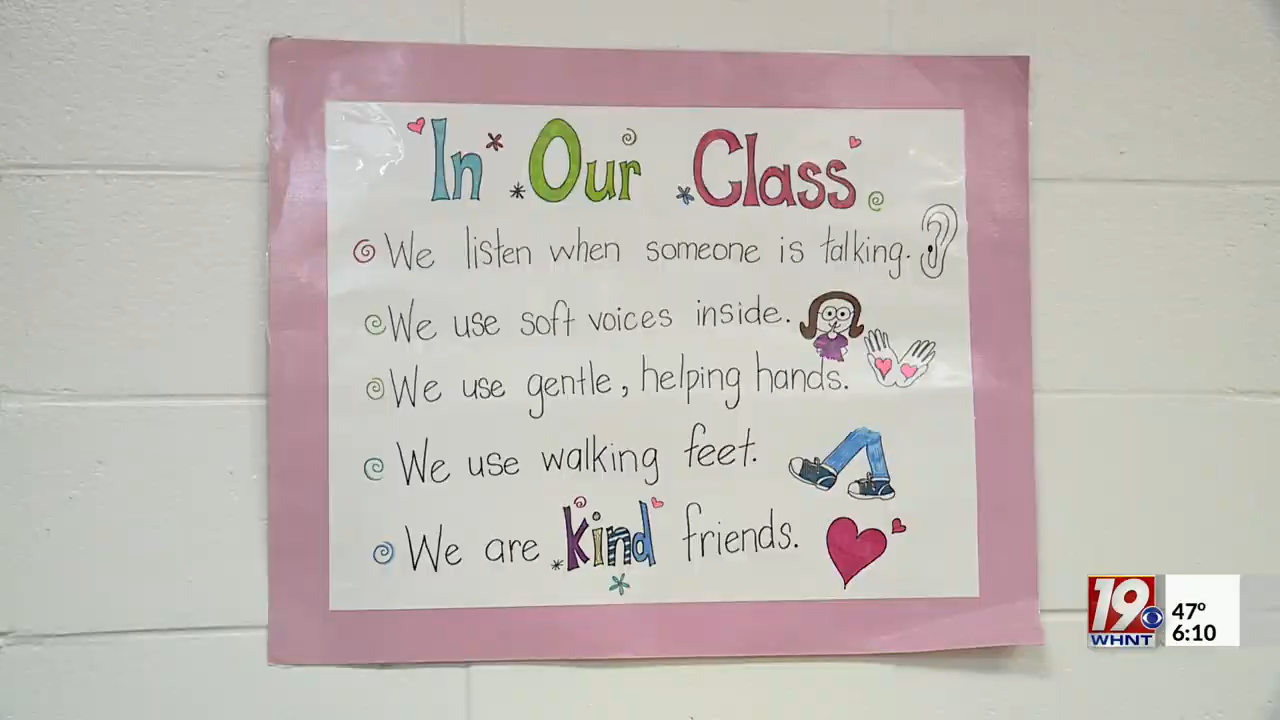 In Our Class
We listen when someone is talking.
We use soft voices inside.
We use gentle, helping hands.
We use walking feet.
We are kind friends.
19
WHNT
47°
6:10